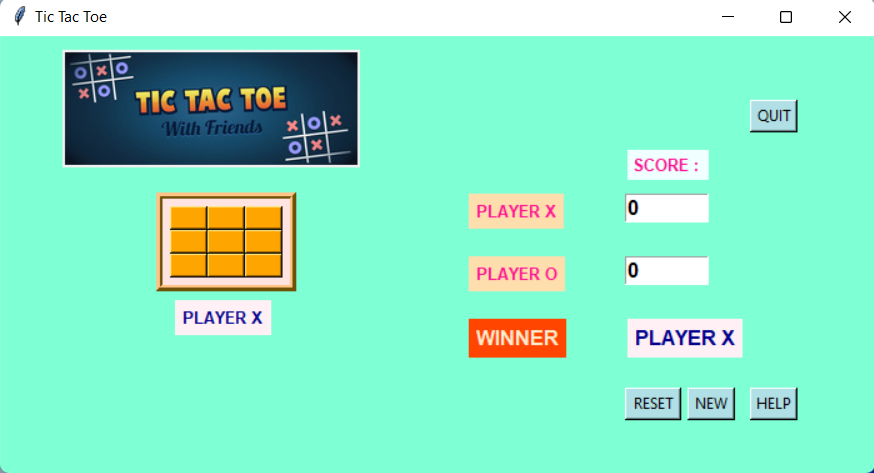 Tic Tac Toe
TIC TAC TOE
With Friends
QUIT
SCORE :
PLAYER X
0
PLAYER O
0
PLAYER X
WINNER
PLAYER X
RESET
NEW
HELP